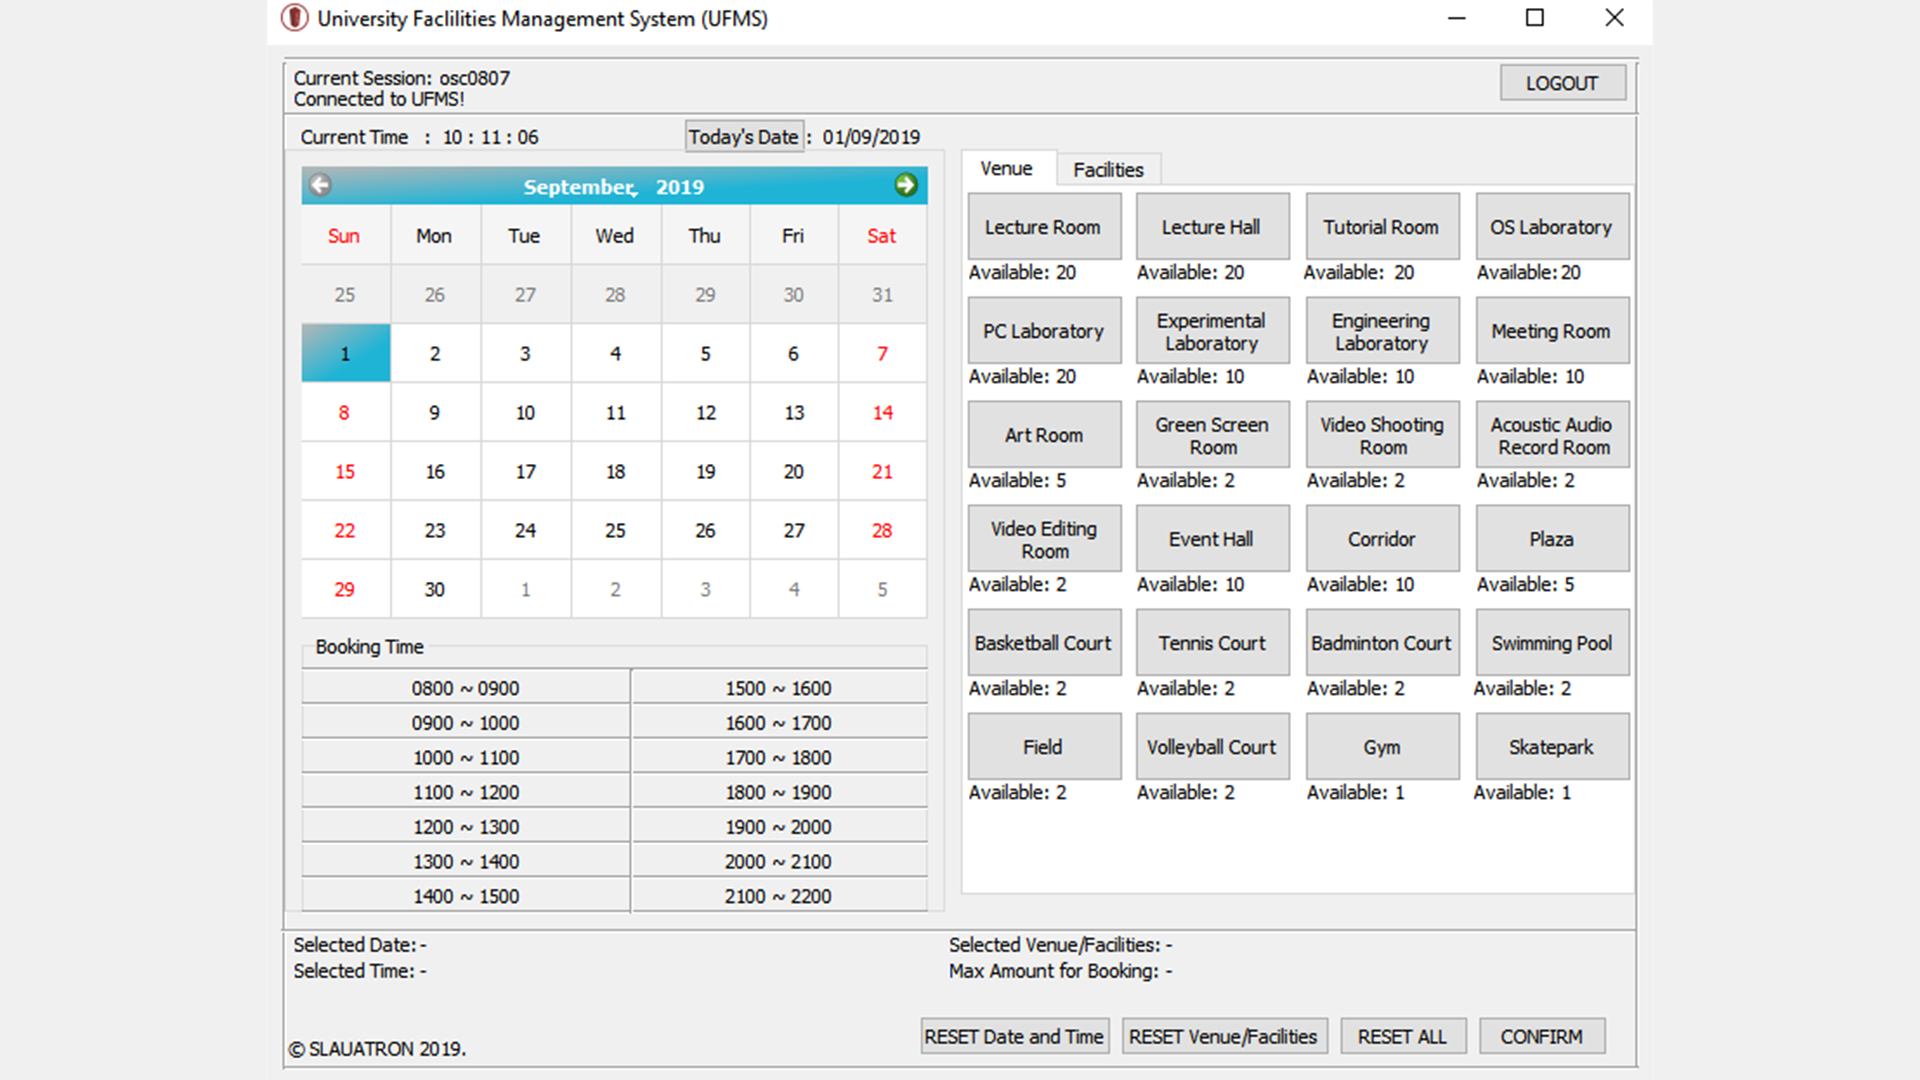 University Faclilities Management System (UFMS)
Current Session: osc0807
Connected to UFMS!
LOGOUT
Current Time : 10 : 11 : 06
Today's Date : 01/09/2019
September, 2019
Sun Mon Tue Wed Thu Fri Sat
25 26 27 28 29 30 31
1 2 3 4 5 6 7
8 9 10 11 12 13 14
15 16 17 18 19 20 21
22 23 24 25 26 27 28
29 30 1 2 3 4 5
Booking Time
0800 ~ 0900 1500 ~ 1600
0900 ~ 1000 1600 ~ 1700
1000 ~ 1100 1700 ~ 1800
1100 ~ 1200 1800 ~ 1900
1200 ~ 1300 1900 ~ 2000
1300 ~ 1400 2000 ~ 2100
1400 ~ 1500 2100 ~ 2200
Venue Facilities
Lecture Room
Available: 20
Lecture Hall
Available: 20
Tutorial Room
Available: 20
OS Laboratory
Available: 20
PC Laboratory
Available: 20
Experimental
Laboratory
Available: 10
Engineering
Laboratory
Available: 10
Meeting Room
Available: 10
Art Room
Available: 5
Green Screen
Room
Available: 2
Video Shooting
Room
Available: 2
Acoustic Audio
Record Room
Available: 2
Video Editing
Room
Available: 2
Event Hall
Available: 10
Corridor
Available: 10
Plaza
Available: 5
Basketball Court
Available: 2
Tennis Court
Available: 2
Badminton Court
Available: 2
Swimming Pool
Available: 2
Field
Available: 2
Volleyball Court
Available: 2
Gym
Available: 1
Skatepark
Available: 1
Selected Date: -
Selected Time: -
Selected Venue/Facilities: -
Max Amount for Booking: -
RESET Date and Time
RESET Venue/Facilities
RESET ALL
CONFIRM
© SLAUATRON 2019.